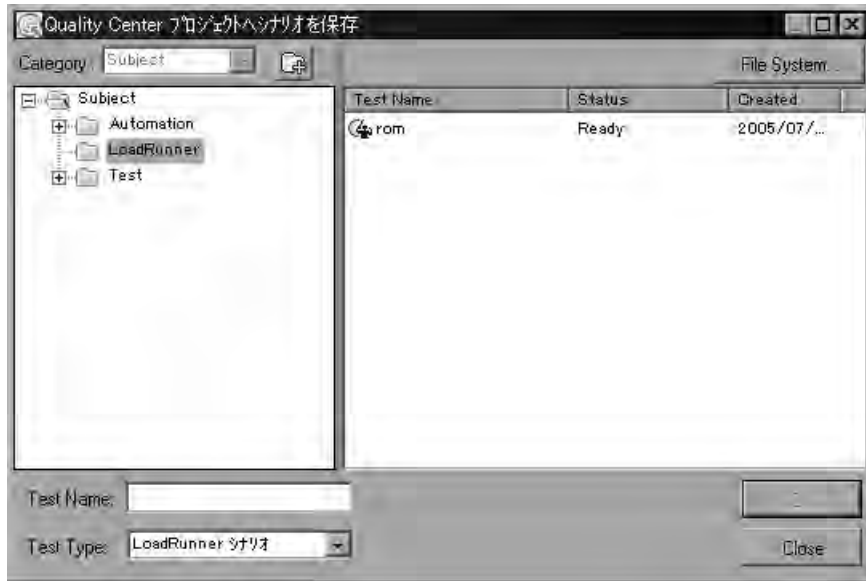 Quality Center プロジェクトへシナリオを保存
Category: Subject
File System...
Subject
Automation
LoadRunner
Test
Test Name Status Created
rom Ready 2005/07/...
Test Name:
Test Type: LoadRunner シナリオ
Close